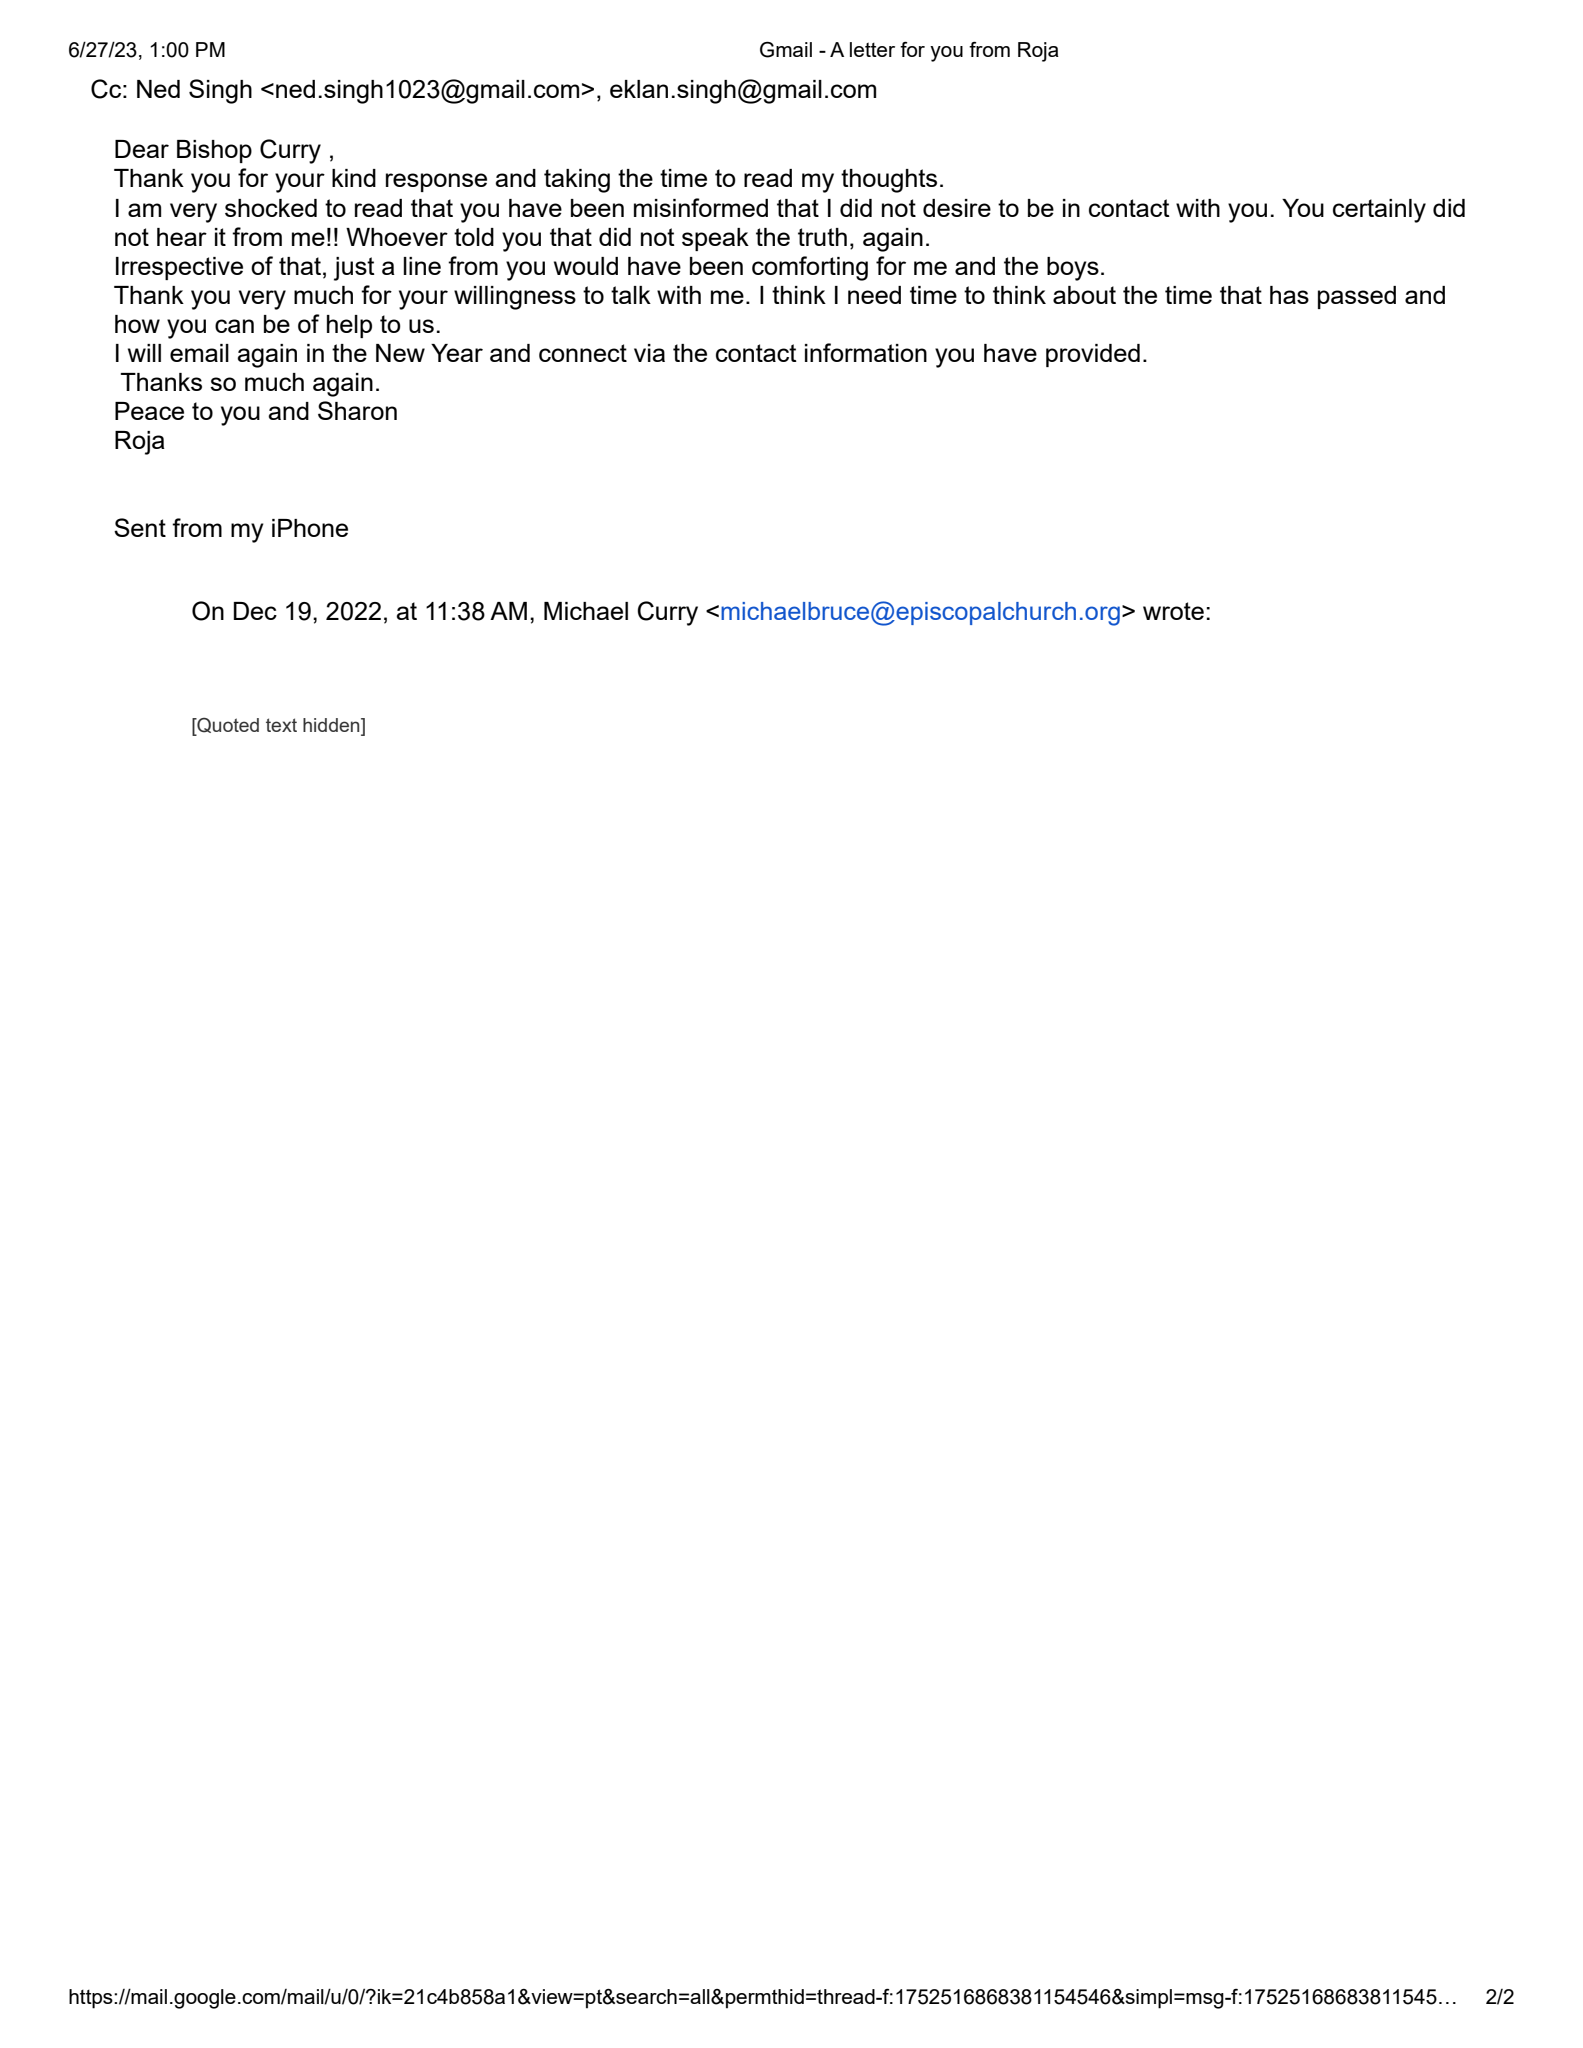 6/27/23, 1:00 PM Gmail - A letter for you from Roja
Cc: Ned Singh <ned.singh1023@gmail.com>, eklan.singh@gmail.com
Dear Bishop Curry ,
Thank you for your kind response and taking the time to read my thoughts.
I am very shocked to read that you have been misinformed that I did not desire to be in contact with you. You certainly did
not hear it from me!! Whoever told you that did not speak the truth, again.
Irrespective of that, just a line from you would have been comforting for me and the boys.
Thank you very much for your willingness to talk with me. I think I need time to think about the time that has passed and
how you can be of help to us.
I will email again in the New Year and connect via the contact information you have provided.
Thanks so much again.
Peace to you and Sharon
Roja
Sent from my iPhone
On Dec 19, 2022, at 11:38 AM, Michael Curry <michaelbruce@episcopalchurch.org> wrote:
[Quoted text hidden]
https://mail.google.com/mail/u/0/?ik=21c4b858a1&view=pt&search=all&permthid=thread-f:1752516868381154546&simpl=msg-f:17525168683811545… 2/2